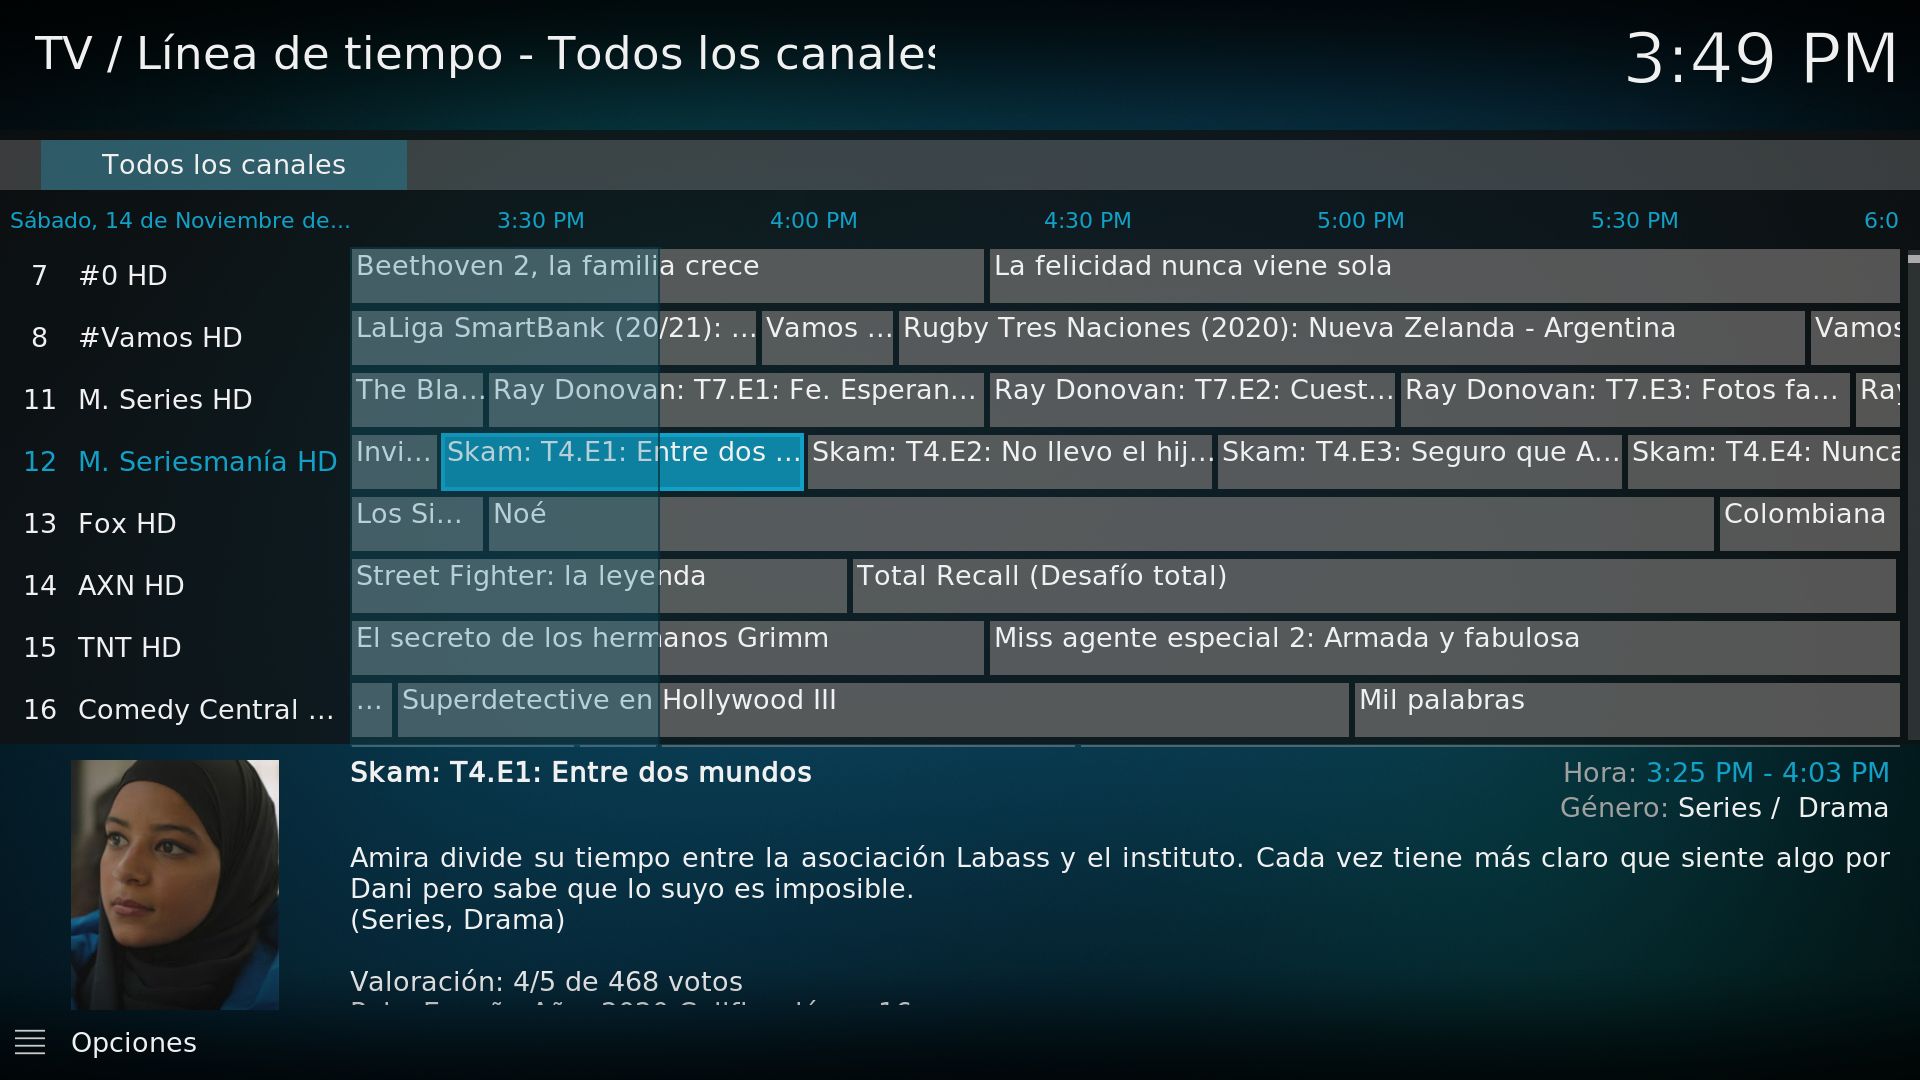 TV / Línea de tiempo - Todos los canales
3:49 PM
Todos los canales
Sábado, 14 de Noviembre de... 3:30 PM 4:00 PM 4:30 PM 5:00 PM 5:30 PM 6:0
7 #0 HD Beethoven 2, la familia crece La felicidad nunca viene sola
8 #Vamos HD LaLiga SmartBank (20/21): ... Vamos ... Rugby Tres Naciones (2020): Nueva Zelanda - Argentina Vamos
11 M. Series HD The Bla... Ray Donovan: T7.E1: Fe. Esperan... Ray Donovan: T7.E2: Cuest... Ray Donovan: T7.E3: Fotos fa... Ray
12 M. Seriesmanía HD Invi... Skam: T4.E1: Entre dos ... Skam: T4.E2: No llevo el hij... Skam: T4.E3: Seguro que A... Skam: T4.E4: Nunca
13 Fox HD Los Si... Noé Colombiana
14 AXN HD Street Fighter: la leyenda Total Recall (Desafío total)
15 TNT HD El secreto de los hermanos Grimm Miss agente especial 2: Armada y fabulosa
16 Comedy Central ... ... Superdetective en Hollywood III Mil palabras
Skam: T4.E1: Entre dos mundos
Hora: 3:25 PM - 4:03 PM
Género: Series / Drama
Amira divide su tiempo entre la asociación Labass y el instituto. Cada vez tiene más claro que siente algo por
Dani pero sabe que lo suyo es imposible.
(Series, Drama)
Valoración: 4/5 de 468 votos
Opciones